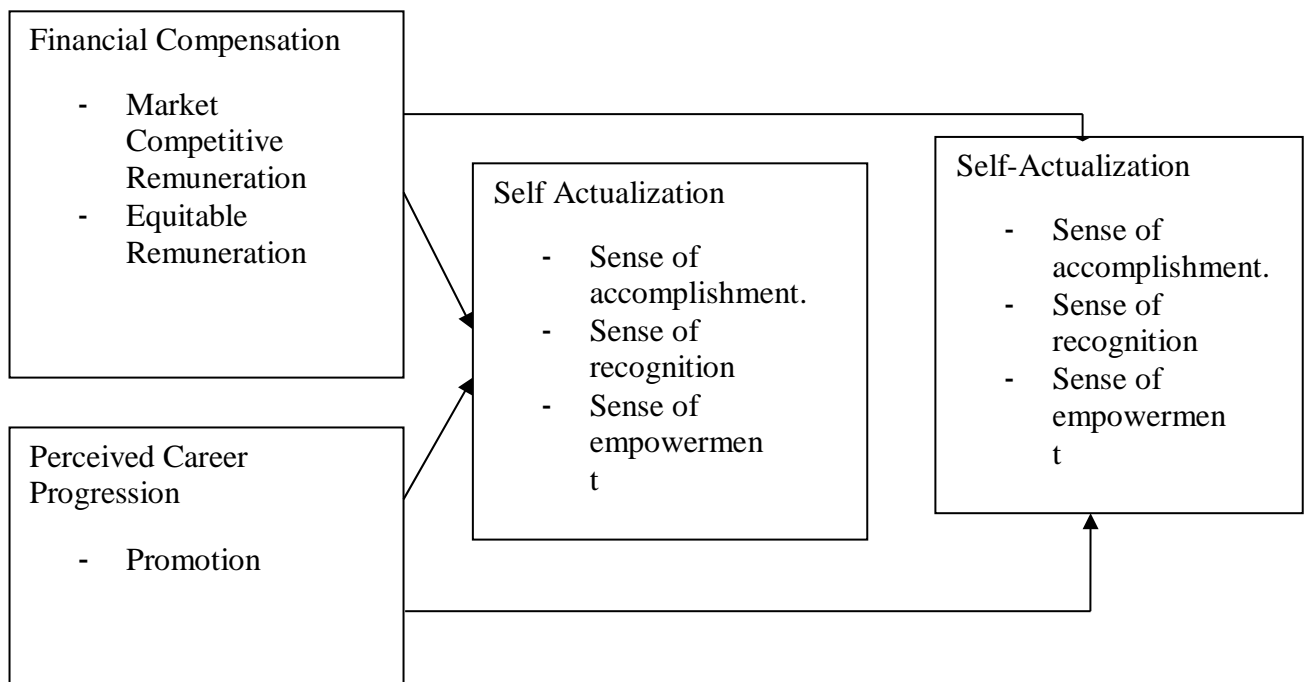 Financial Compensation
- Market
Competitive
Remuneration
- Equitable
Remuneration
Perceived Career
Progression
- Promotion
Self Actualization
- Sense of
accomplishment.
- Sense of
recognition
- Sense of
empowermen
t
Self-Actualization
- Sense of
accomplishment.
- Sense of
recognition
- Sense of
empowermen
t